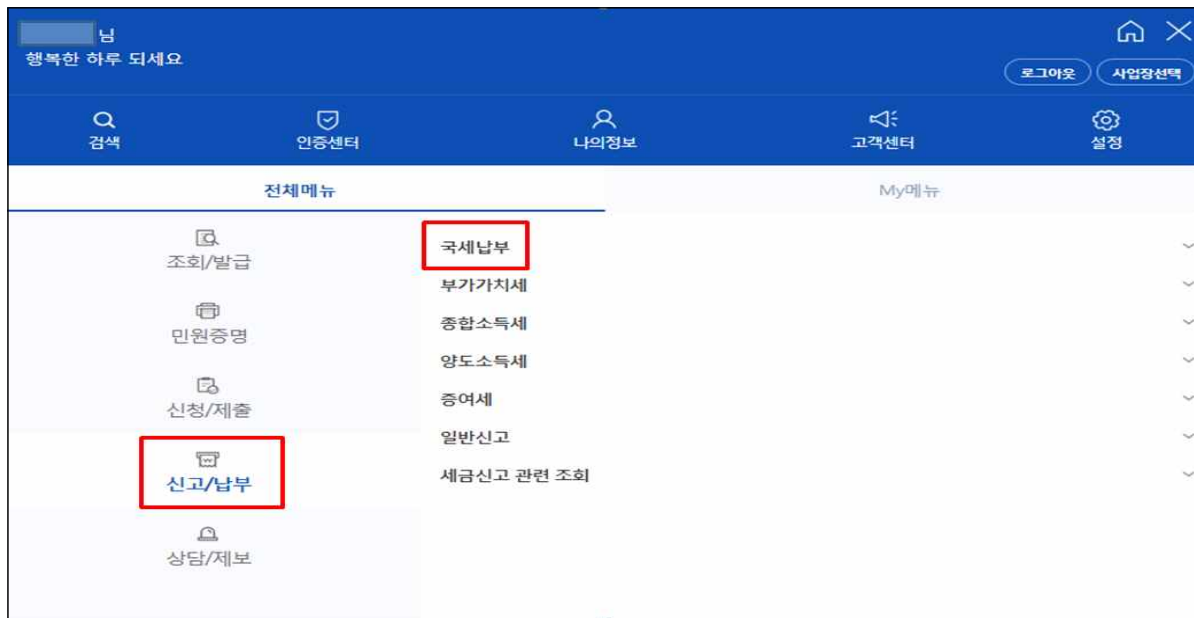 님
행복한 하루 되세요
로그아웃 사업장선택
검색 인증센터 나의정보 고객센터 설정
전체메뉴 My메뉴
조회/발급
민원증명
신청/제출
신고/납부
상담/제보
국세납부
부가가치세
종합소득세
양도소득세
증여세
일반신고
세금신고 관련 조회